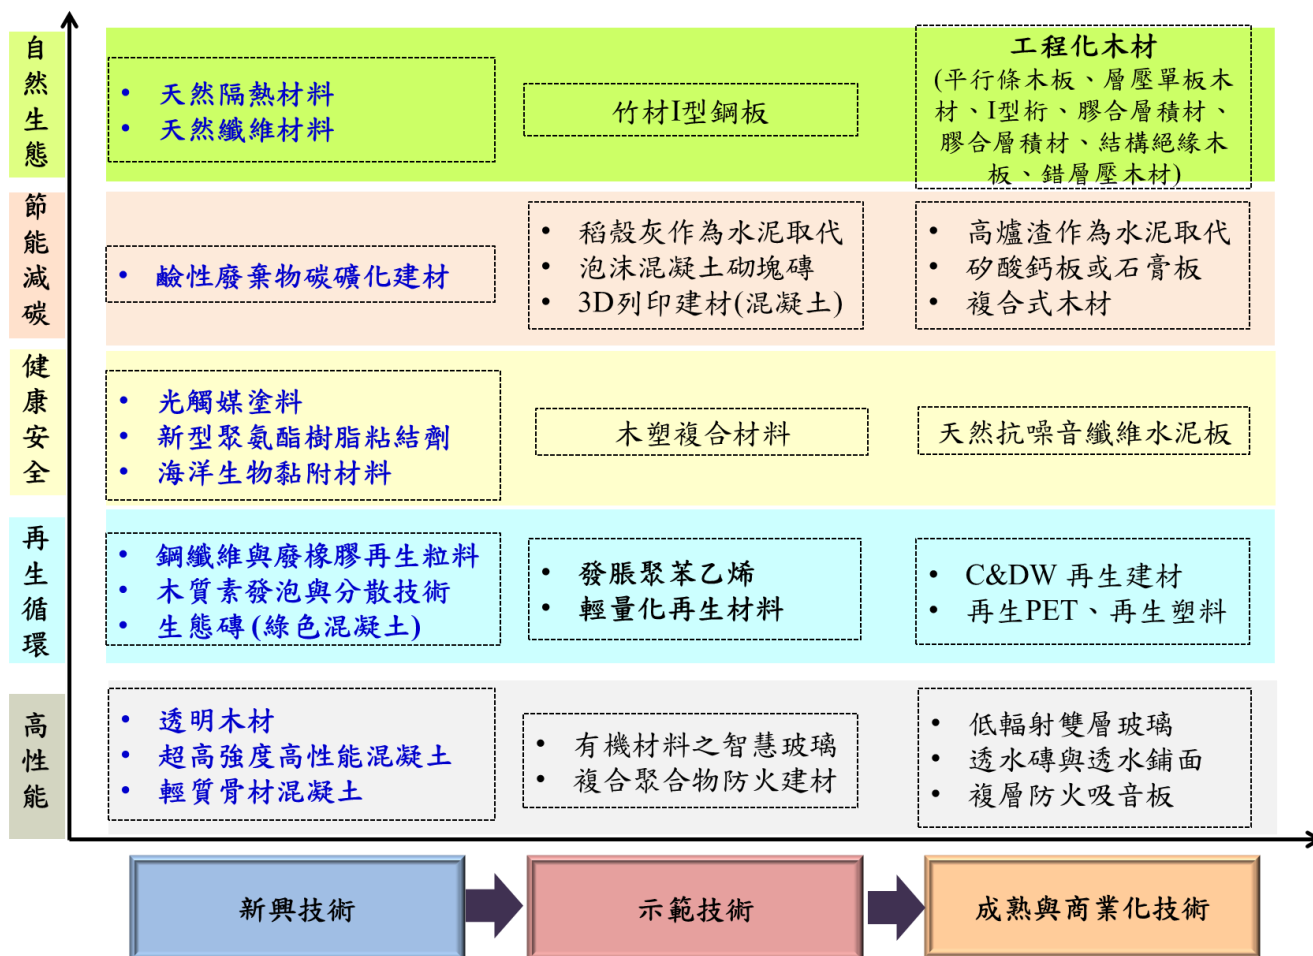 自然生態
• 天然隔熱材料
• 天然纖維材料
竹材I型鋼板
工程化木材
(平行條木板、層壓單板木
材、I型桁、膠合層積材、
膠合層積材、結構絕緣木
板、錯層壓木材)
節能減碳
• 鹼性廢棄物碳礦化建材
• 稻殼灰作為水泥取代
• 泡沫混凝土砌塊磚
• 3D列印建材(混凝土)
• 高爐渣作為水泥取代
• 矽酸鈣板或石膏板
• 複合式木材
健康安全
• 光觸媒塗料
• 新型聚氨酯樹脂粘結劑
• 海洋生物黏附材料
木塑複合材料
天然抗噪音纖維水泥板
再生循環
• 鋼纖維與廢橡膠再生粒料
• 木質素發泡與分散技術
• 生態磚(綠色混凝土)
• 發脹聚苯乙烯
• 輕量化再生材料
• C&DW 再生建材
• 再生PET、再生塑料
高性能
• 透明木材
• 超高強度高性能混凝土
• 輕質骨材混凝土
• 有機材料之智慧玻璃
• 複合聚合物防火建材
• 低輻射雙層玻璃
• 透水磚與透水鋪面
• 複層防火吸音板
新興技術
示範技術
成熟與商業化技術